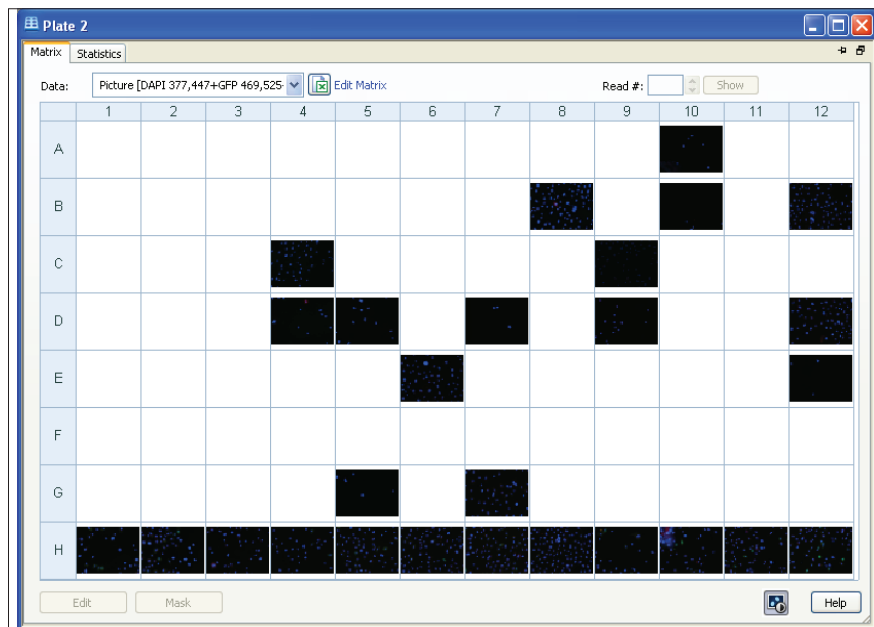 Plate 2
Matrix Statistics
Data: Picture [DAPI 377,447+GFP 469,525- Edit Matrix Read #: Show
1 2 3 4 5 6 7 8 9 10 11 12
A
B
C
D
E
F
G
H
Edit Mask Help